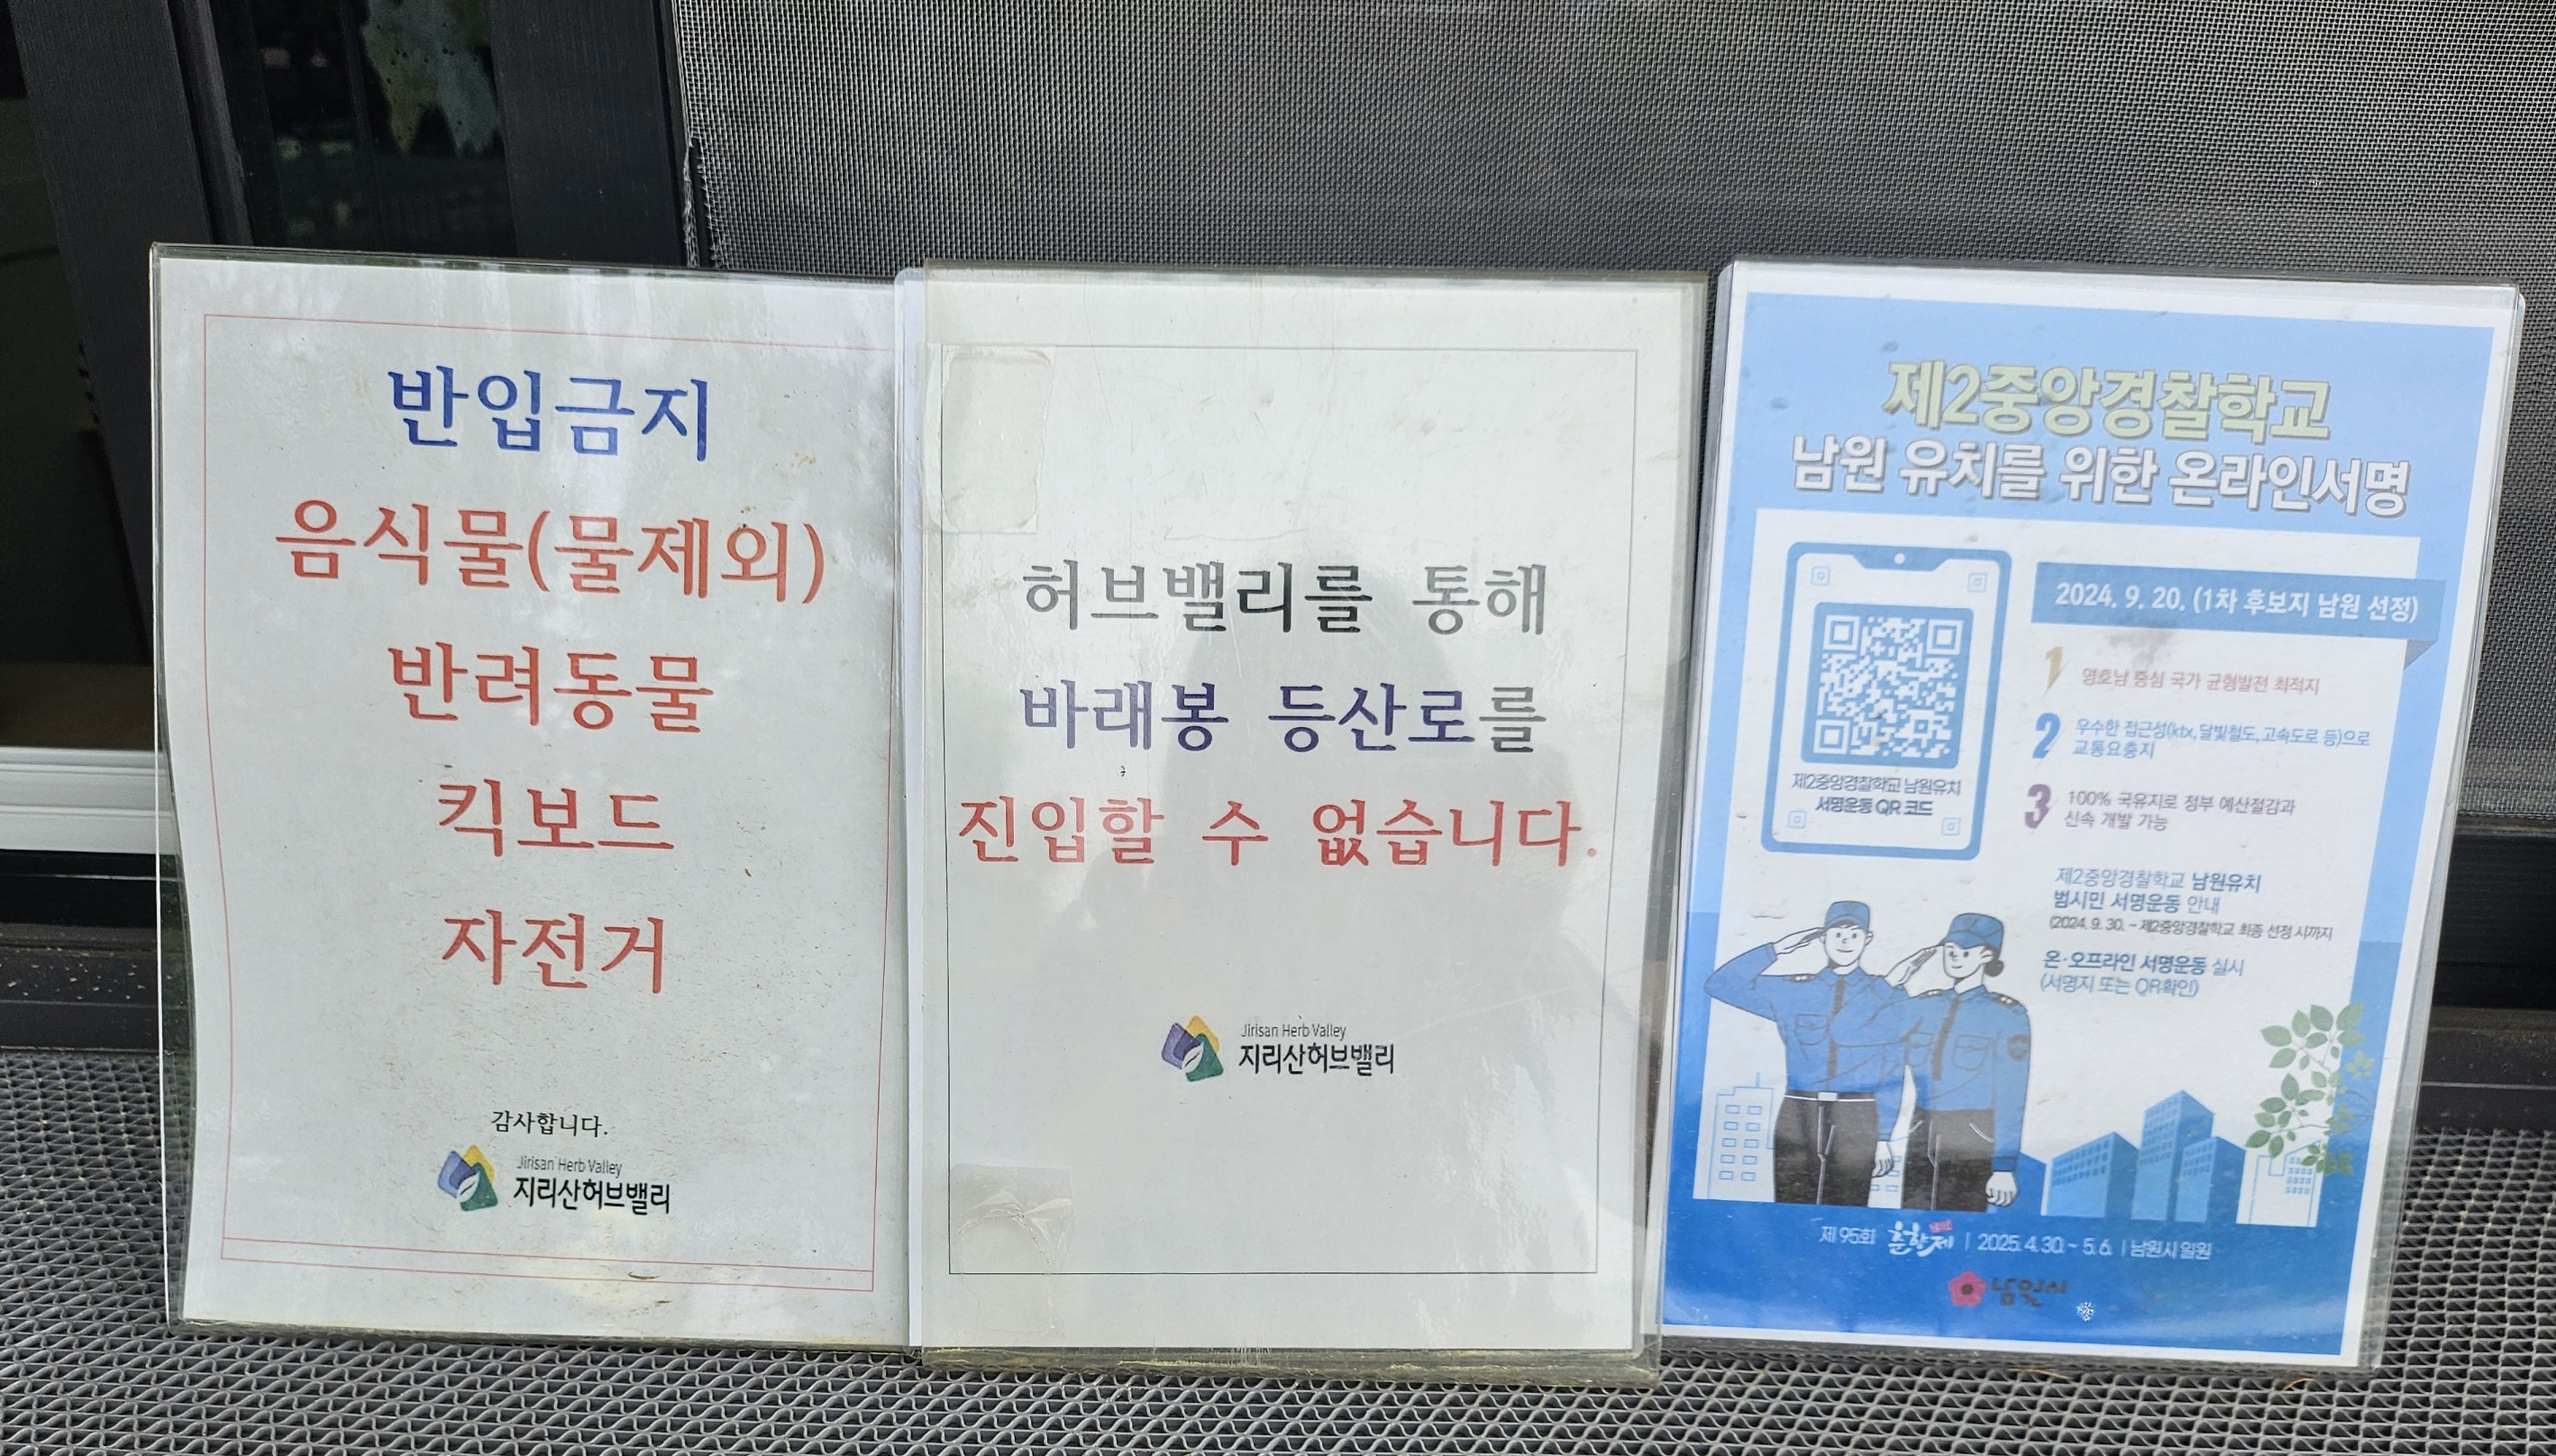 반입금지
음식물(물제외)
반려동물
킥보드
자전거
감사합니다.
Jirisan Herb Valley
지리산허브밸리
허브밸리를 통해
바래봉 등산로를
진입할 수 없습니다.
Jirisan Herb Valley
지리산허브밸리
제2중앙경찰학교
남원 유치를 위한 온라인서명
2024. 9. 20. (1차 후보지 남원 선정)
1 영호남 중심 국가 균형발전 최적지
2 우수한 접근성(ktx, 달빛철도, 고속도로 등)으로
교통요충지
3 100% 국유지로 정부 예산절감과
신속 개발 가능
제2중앙경찰학교 남원유치
서명운동 QR 코드
제2중앙경찰학교 남원유치
범시민 서명운동 안내
(2024. 9. 30. ~ 제2중앙경찰학교 최종 선정 시까지
온·오프라인 서명운동 실시
(서명지 또는 QR확인)
제95회 춘향제 | 2025. 4. 30. ~ 5. 6. | 남원시 일원
남원시